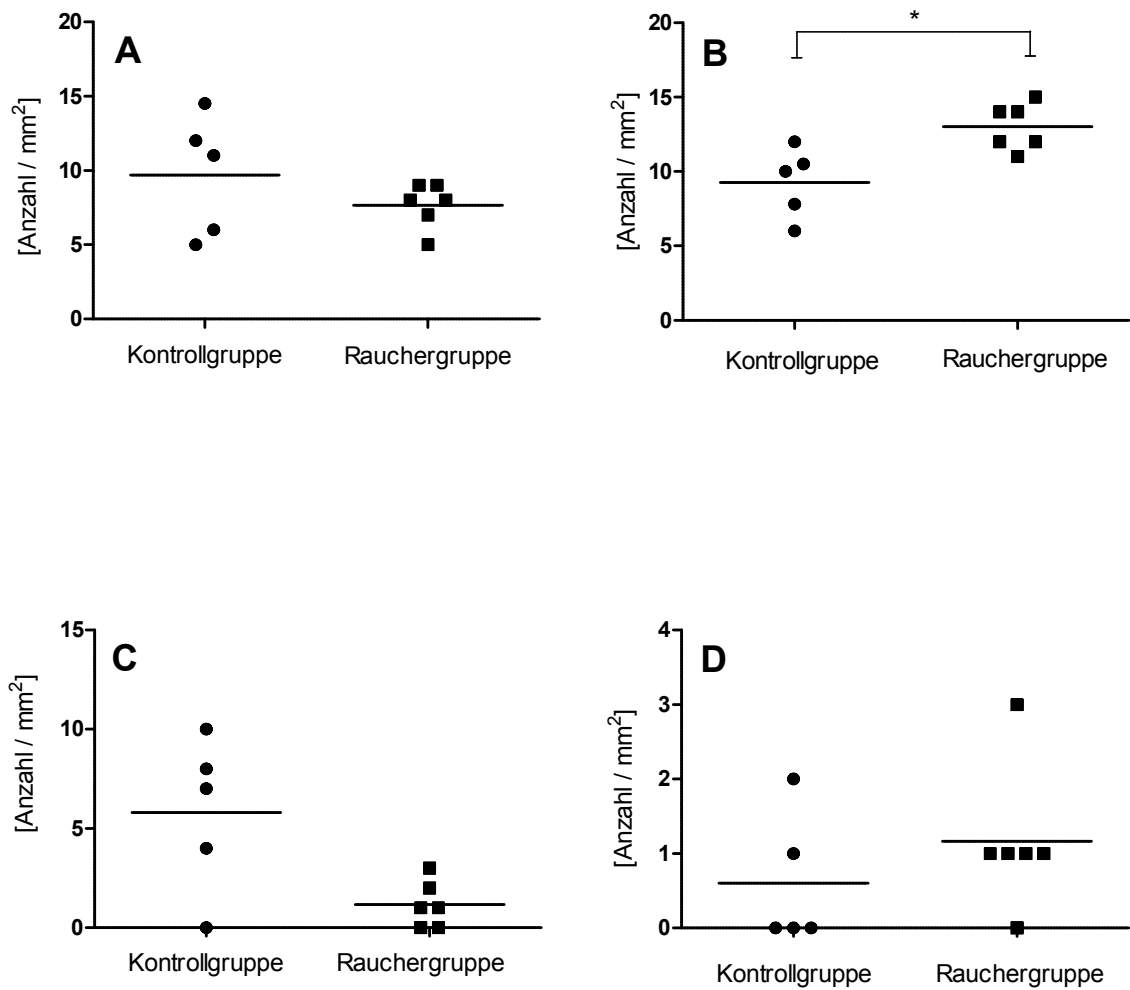 A
[Anzahl / mm²]
20
15
10
5
0
Kontrollgruppe Rauchergruppe
B
*
[Anzahl / mm²]
20
15
10
5
0
Kontrollgruppe Rauchergruppe
C
[Anzahl / mm²]
15
10
5
0
Kontrollgruppe Rauchergruppe
D
[Anzahl / mm²]
4
3
2
1
0
Kontrollgruppe Rauchergruppe